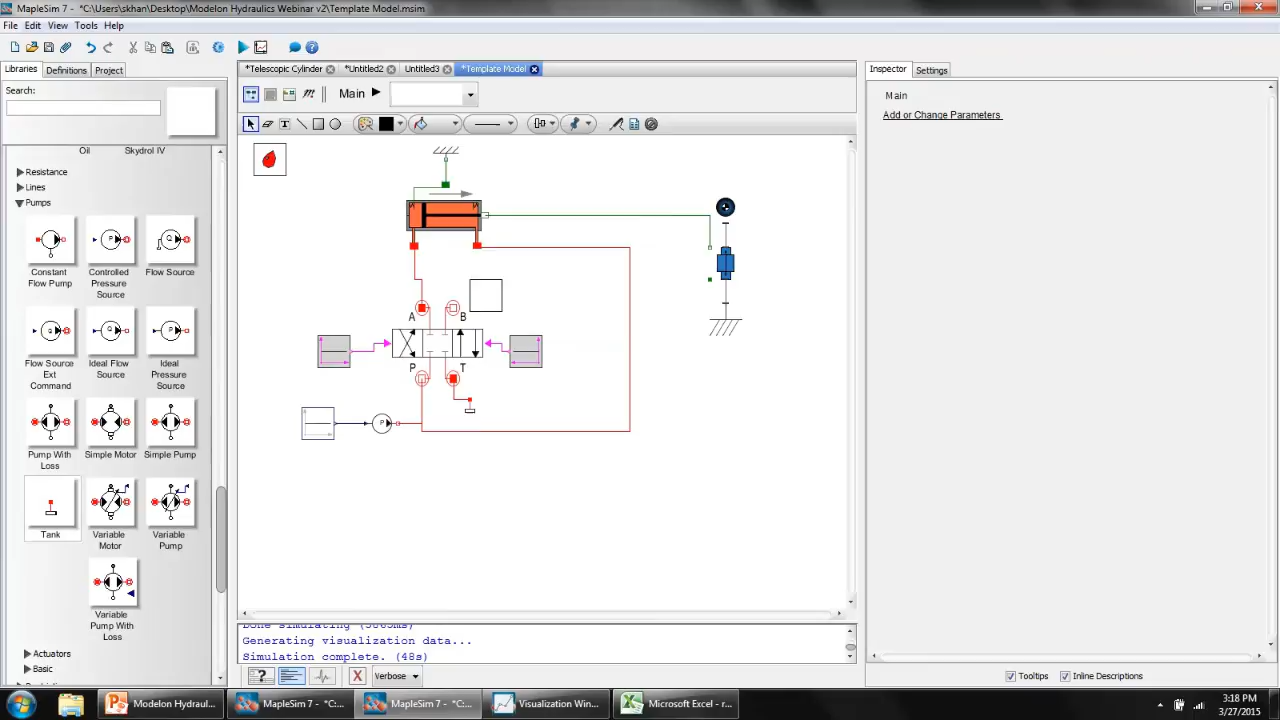 MapleSim 7 - *C:\Users\skhan\Desktop\Modelon Hydraulics Webinar v2\Template Model.msim
File Edit View Tools Help
Libraries Definitions Project
*Telescopic Cylinder *Untitled2 Untitled3 *Template Model
Inspector Settings
Search:
Main
Main
Add or Change Parameters
Oil Skydrol IV
Resistance
Lines
Pumps
Constant Flow Pump
Controlled Pressure Source
Flow Source
Flow Source Ext Command
Ideal Flow Source
Ideal Pressure Source
Pump With Loss
Simple Motor
Simple Pump
Tank
Variable Motor
Variable Pump
Variable Pump With Loss
Actuators
Basic
A B
P T
P
Done simulating (5063ms)
Generating visualization data...
Simulation complete. (48s)
Verbose
Tooltips Inline Descriptions
Modelon Hydraul...
MapleSim 7 - *C:...
MapleSim 7 - *C:...
Visualization Win...
Microsoft Excel - r...
3:18 PM
3/27/2015